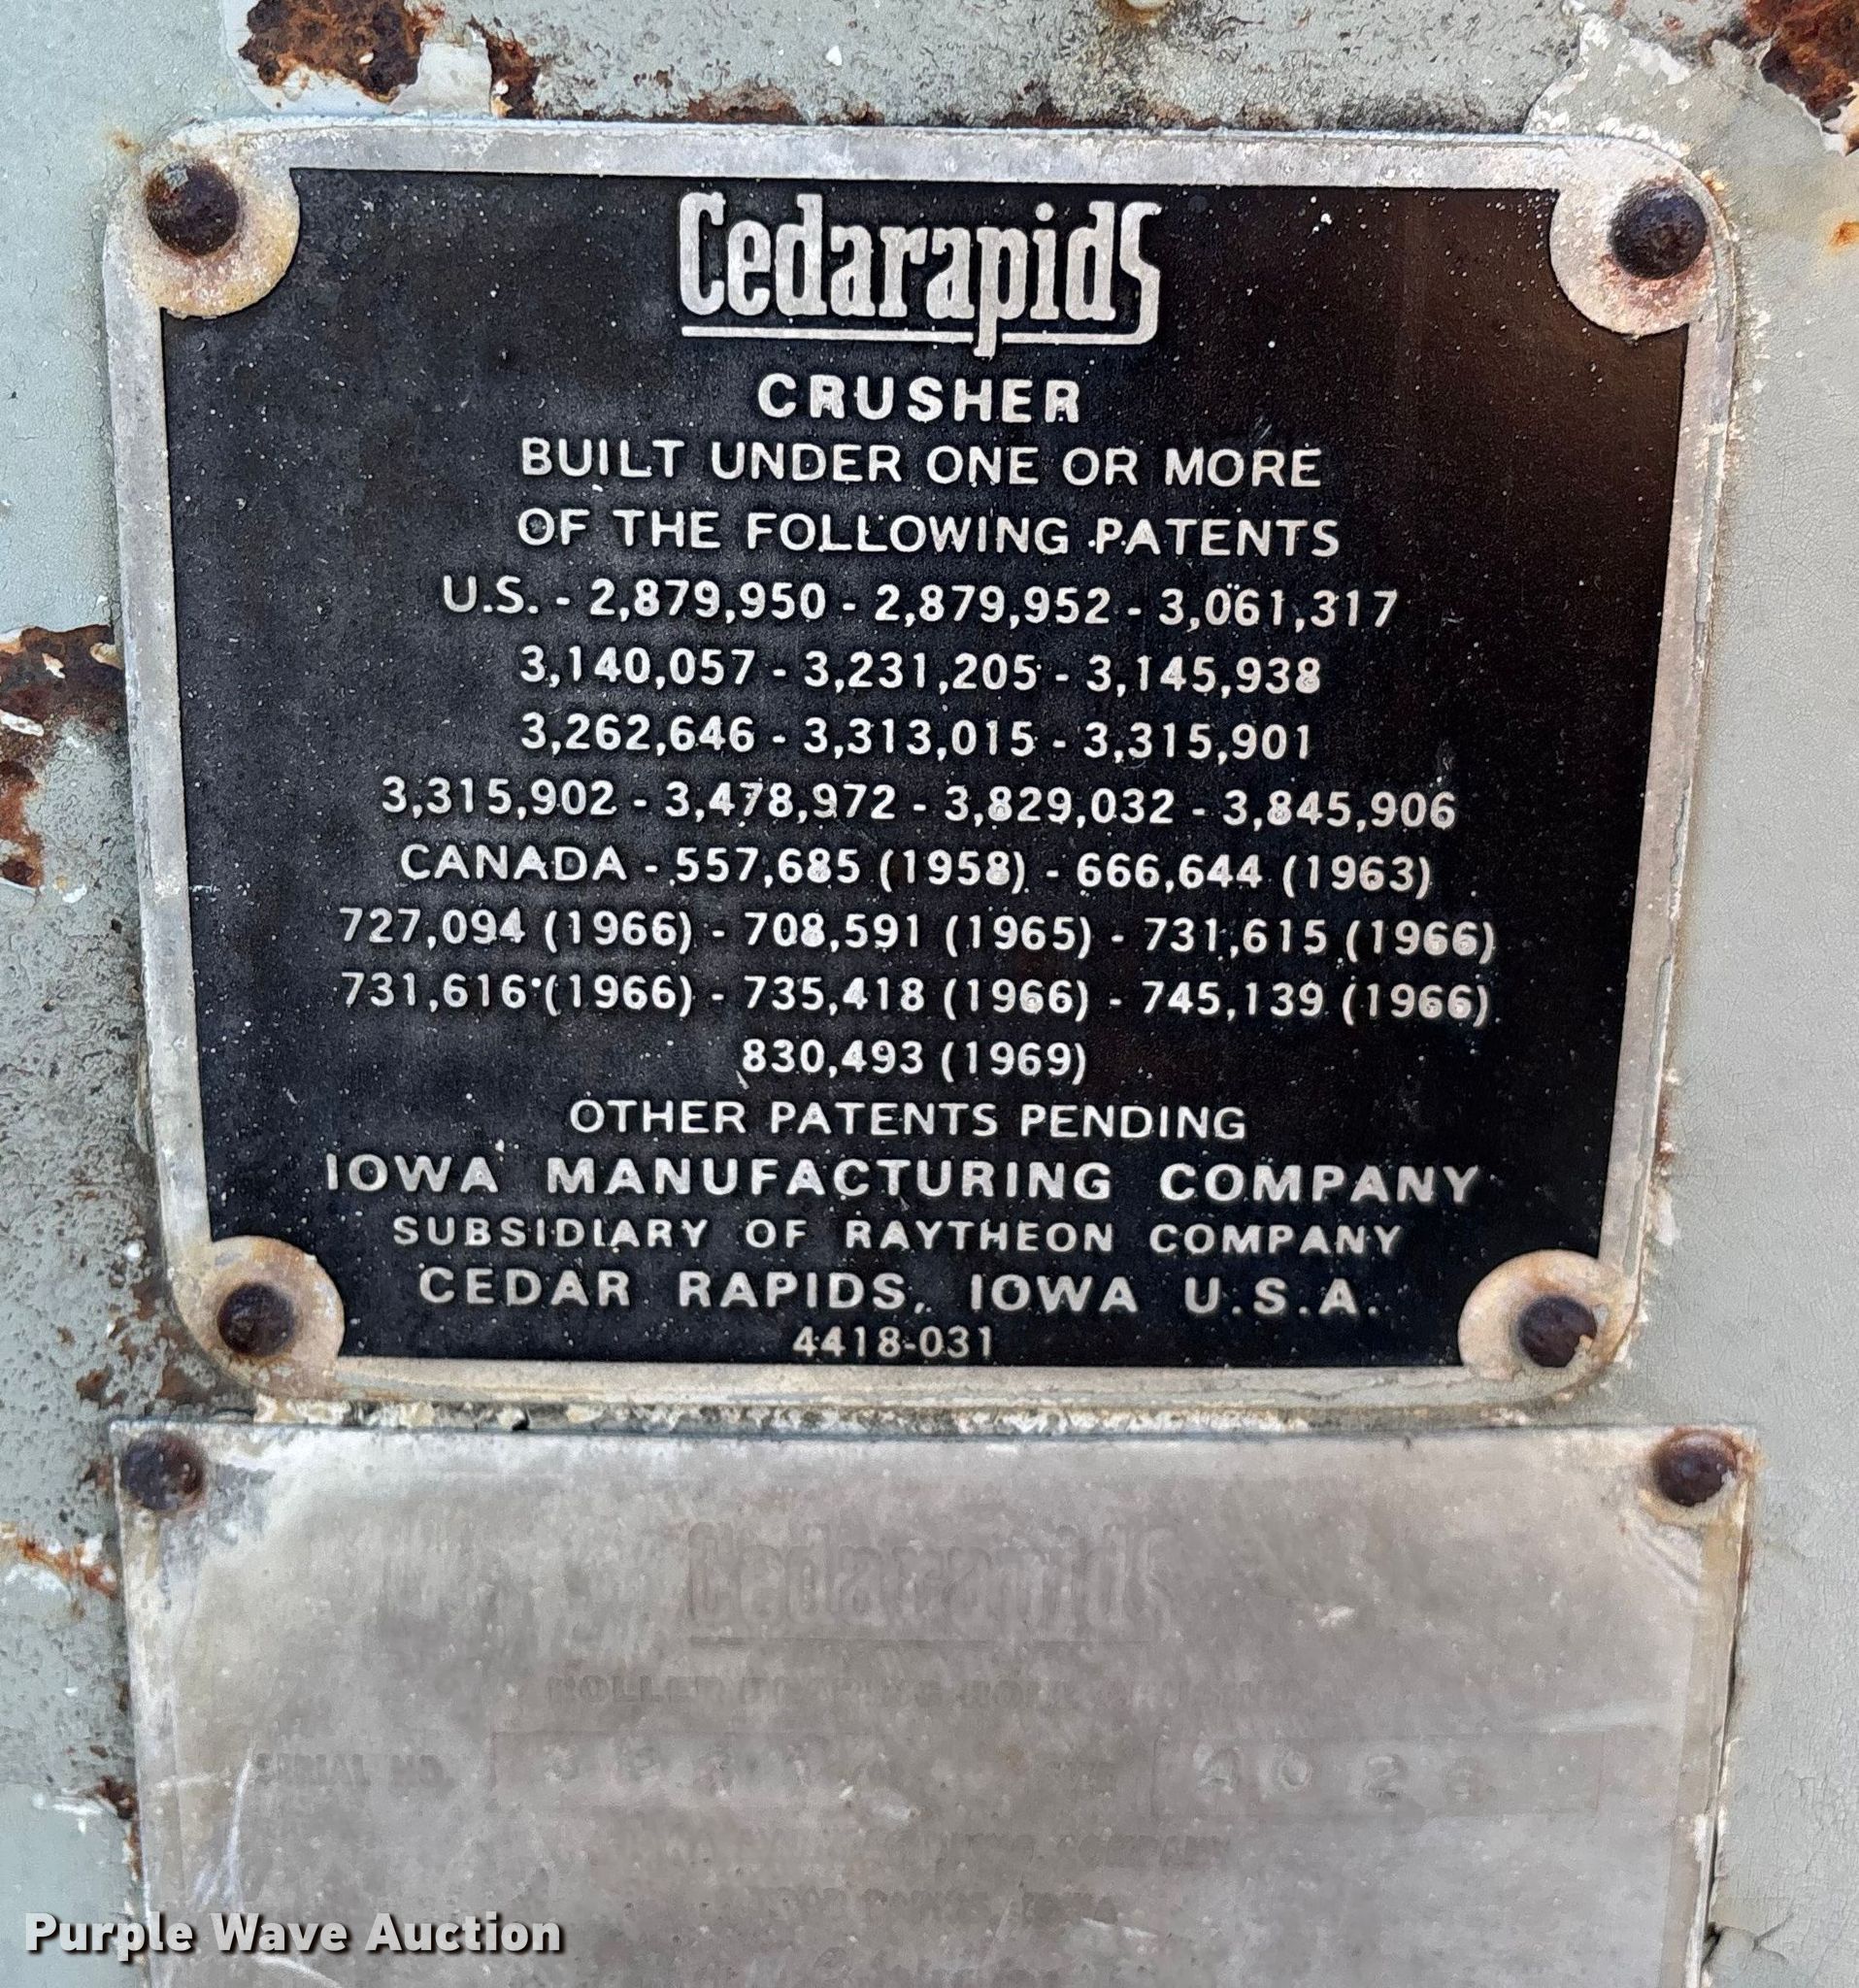 Cedarapids
CRUSHER
BUILT UNDER ONE OR MORE
OF THE FOLLOWING PATENTS
U.S. - 2,879,950 - 2,879,952 - 3,061,317
3,140,057 - 3,231,205 - 3,145,938
3,262,646 - 3,313,015 - 3,315,901
3,315,902 - 3,478,972 - 3,829,032 - 3,845,906
CANADA - 557,685 (1958) - 666,644 (1963)
727,094 (1966) - 708,591 (1965) - 731,615 (1966)
731,616 (1966) - 735,418 (1966) - 745,139 (1966)
830,493 (1969)
OTHER PATENTS PENDING
IOWA MANUFACTURING COMPANY
SUBSIDIARY OF RAYTHEON COMPANY
CEDAR RAPIDS, IOWA U.S.A.
4418-031
Cedarapids
SERIAL NO.
Purple Wave Auction